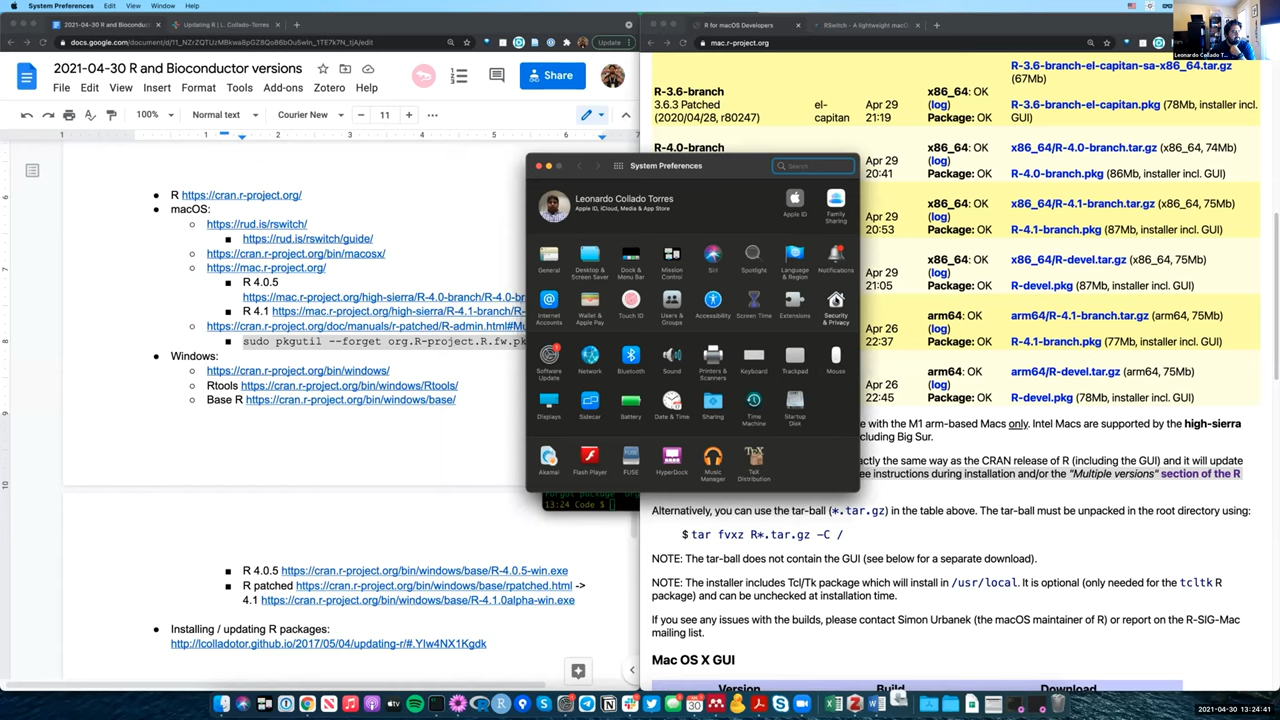 System Preferences Edit View Window Help
2021-04-30 R and Bioconductor versions
Updating R | L. Collado-Torres
docs.google.com/document/d/11_NZrZQTUzMBkwa8pGZ8Qo86bOu5wln_1TE7k7N_tjA/edit
Update
2021-04-30 R and Bioconductor versions
Share
File Edit View Insert Format Tools Add-ons Zotero Help
100% Normal text Courier New 11
1 1 2 3 4 5 6 7
R https://cran.r-project.org/
macOS:
https://rud.is/rswitch/
https://rud.is/rswitch/guide/
https://cran.r-project.org/bin/macosx/
https://mac.r-project.org/
R 4.0.5
https://mac.r-project.org/high-sierra/R-4.0-branch/R-4.0-br
R 4.1 https://mac.r-project.org/high-sierra/R-4.1-branch/R-
https://cran.r-project.org/doc/manuals/r-patched/R-admin.html#Mu
sudo pkgutil --forget org.R-project.R.fw.pk
Windows:
https://cran.r-project.org/bin/windows/
Rtools https://cran.r-project.org/bin/windows/Rtools/
Base R https://cran.r-project.org/bin/windows/base/
R 4.0.5 https://cran.r-project.org/bin/windows/base/R-4.0.5-win.exe
R patched https://cran.r-project.org/bin/windows/base/rpatched.html ->
4.1 https://cran.r-project.org/bin/windows/base/R-4.1.0alpha-win.exe
Installing / updating R packages:
http://lcolladotor.github.io/2017/05/04/updating-r/#.YIw4NX1Kgdk
Forgot package
13:24 Code $
System Preferences
Search
Leonardo Collado Torres
Apple ID, iCloud, Media & App Store
Apple ID
Family Sharing
General
Desktop & Screen Saver
Dock & Menu Bar
Mission Control
Siri
Spotlight
Language & Region
Notifications
Internet Accounts
Wallet & Apple Pay
Touch ID
Users & Groups
Accessibility
Screen Time
Extensions
Security & Privacy
Software Update
Network
Bluetooth
Sound
Printers & Scanners
Keyboard
Trackpad
Mouse
Displays
Sidecar
Battery
Date & Time
Sharing
Time Machine
Startup Disk
Akamai
Flash Player
FUSE
HyperDock
Music Manager
TeX Distribution
R for macOS Developers
RSwitch - A lightweight mac
mac.r-project.org
R-3.6-branch-el-capitan-sa-x86_64.tar.gz
(67Mb)
R-3.6-branch
3.6.3 Patched
(2020/04/28, r80247)
el-capitan
Apr 29
21:19
x86_64: OK
(log)
Package: OK
R-3.6-branch-el-capitan.pkg (78Mb, installer incl.
GUI)
R-4.0-branch
Apr 29
20:41
x86_64: OK
(log)
Package: OK
x86_64/R-4.0-branch.tar.gz (x86_64, 74Mb)
R-4.0-branch.pkg (86Mb, installer incl. GUI)
Apr 29
20:53
x86_64: OK
(log)
Package: OK
x86_64/R-4.1-branch.tar.gz (x86_64, 75Mb)
R-4.1-branch.pkg (87Mb, installer incl. GUI)
Apr 29
21:05
x86_64: OK
(log)
Package: OK
x86_64/R-devel.tar.gz (x86_64, 75Mb)
R-devel.pkg (87Mb, installer incl. GUI)
Apr 26
22:37
arm64: OK
(log)
Package: OK
arm64/R-4.1-branch.tar.gz (arm64, 75Mb)
R-4.1-branch.pkg (77Mb, installer incl. GUI)
Apr 26
22:45
arm64: OK
(log)
Package: OK
arm64/R-devel.tar.gz (arm64, 75Mb)
R-devel.pkg (78Mb, installer incl. GUI)
e with the M1 arm-based Macs only. Intel Macs are supported by the high-sierra
cluding Big Sur.
actly the same way as the CRAN release of R (including the GUI) and it will update
e instructions during installation and/or the "Multiple versions" section of the R
Alternatively, you can use the tar-ball (*.tar.gz) in the table above. The tar-ball must be unpacked in the root directory using:
$ tar fvxz R*.tar.gz -C /
NOTE: The tar-ball does not contain the GUI (see below for a separate download).
NOTE: The installer includes Tcl/Tk package which will install in /usr/local. It is optional (only needed for the tcltk R
package) and can be unchecked at installation time.
If you see any issues with the builds, please contact Simon Urbanek (the macOS maintainer of R) or report on the R-SIG-Mac
mailing list.
Mac OS X GUI
Version Build Download
Leonardo Collado T...
2021-04-30 13:24:41